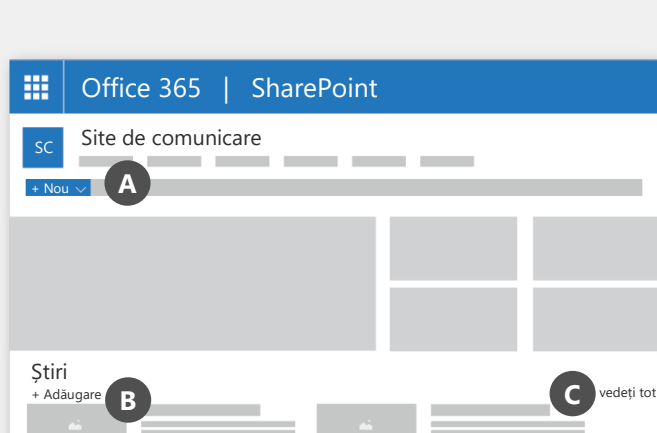 Office 365 | SharePoint
SC
Site de comunicare
+ Nou
A
Știri
+ Adăugare
B
C
vedeți tot